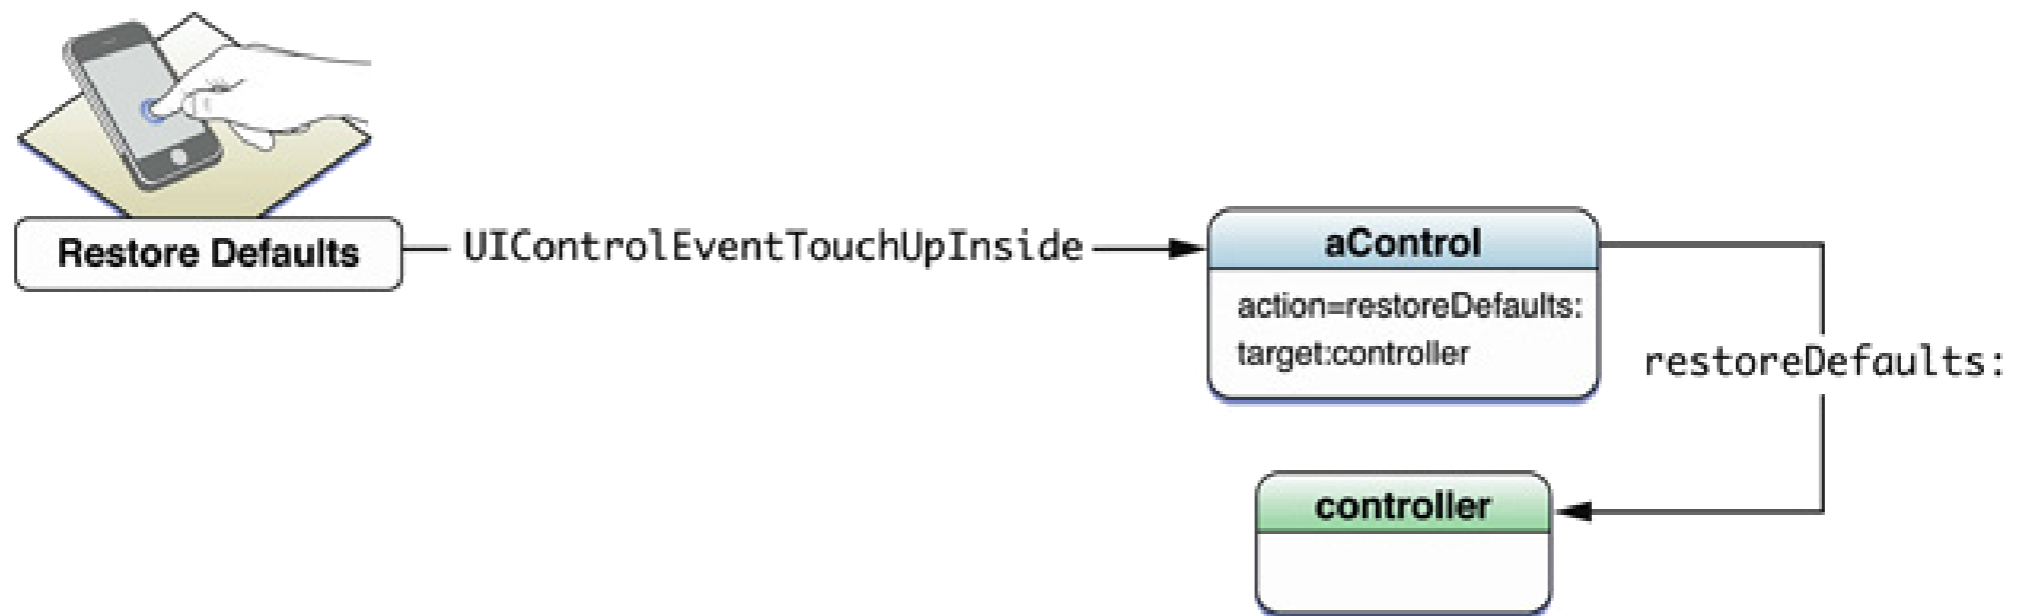 Restore Defaults
UIControlEventTouchUpInside
aControl
action=restoreDefaults:
target:controller
restoreDefaults:
controller